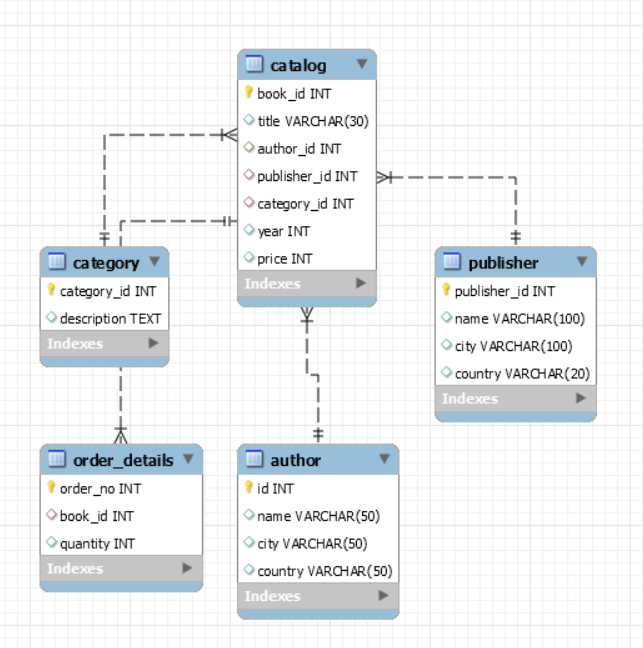 catalog
book_id INT
title VARCHAR(30)
author_id INT
publisher_id INT
category_id INT
year INT
price INT
Indexes
category
category_id INT
description TEXT
Indexes
publisher
publisher_id INT
name VARCHAR(100)
city VARCHAR(100)
country VARCHAR(20)
Indexes
order_details
order_no INT
book_id INT
quantity INT
Indexes
author
id INT
name VARCHAR(50)
city VARCHAR(50)
country VARCHAR(50)
Indexes